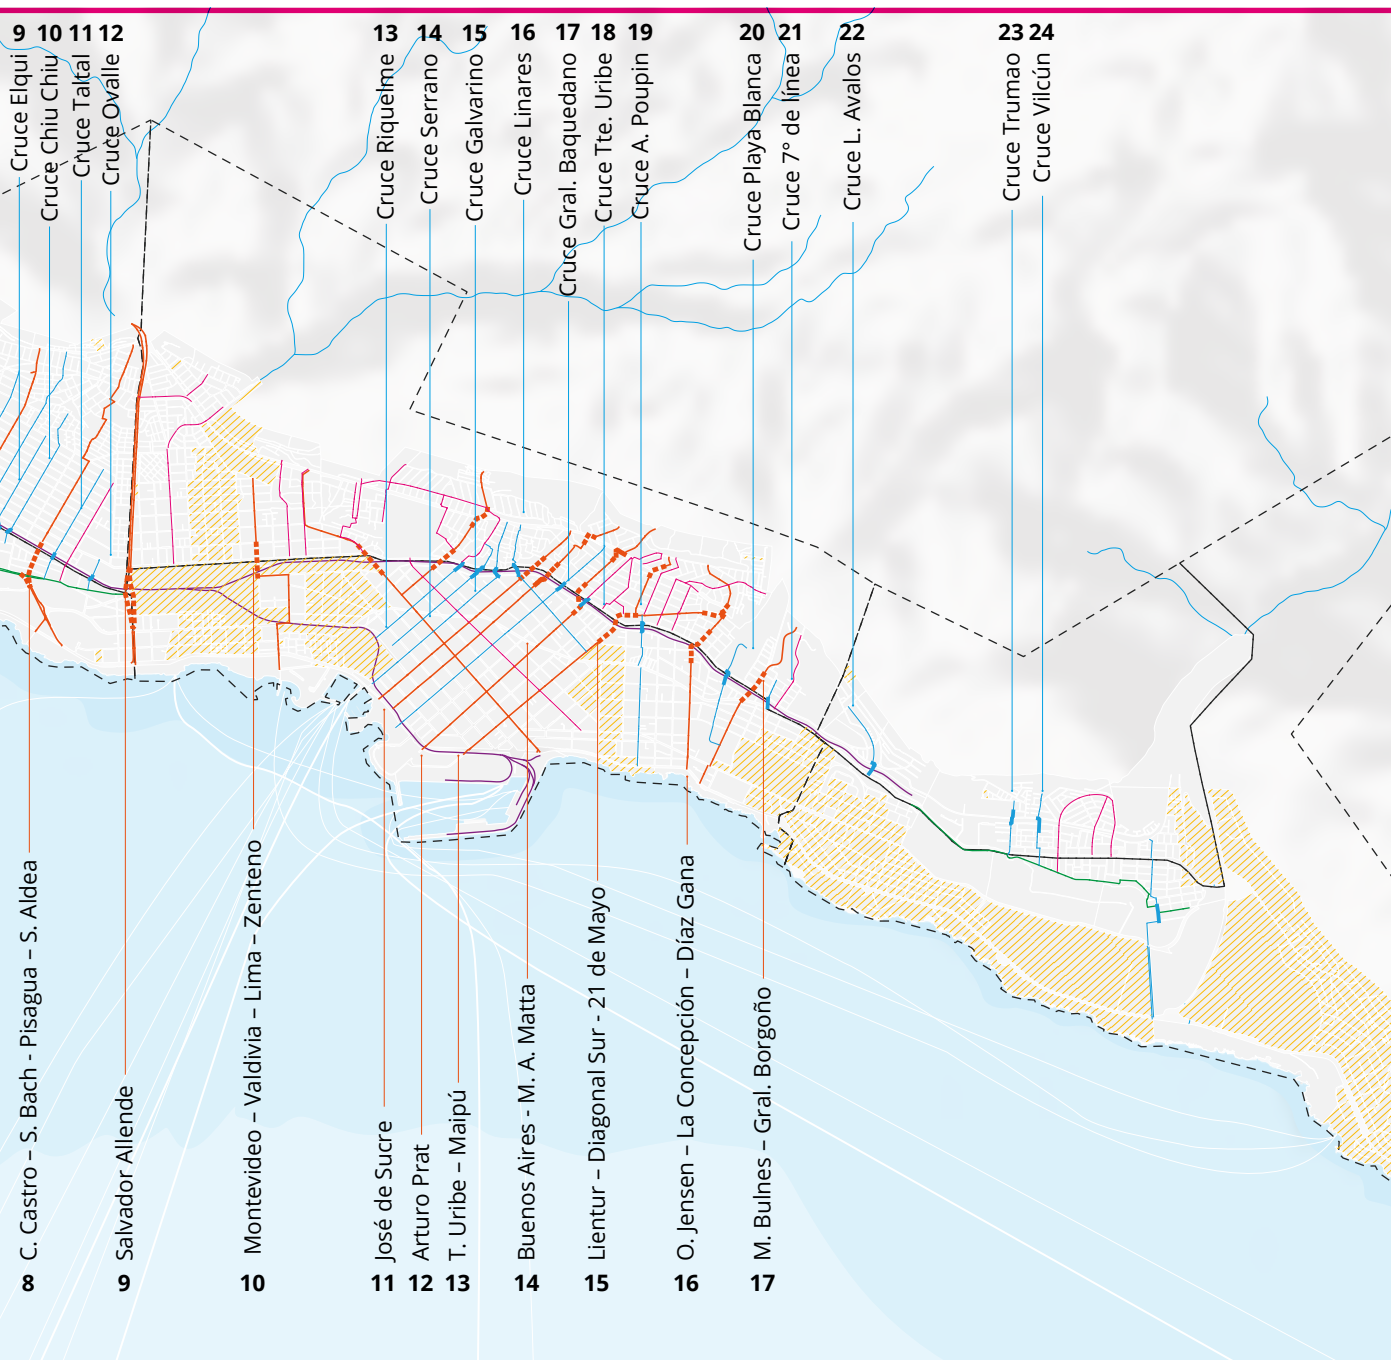 9 10 11 12 13 14 15 16 17 18 19 20 21 22 23 24
Cruce Elqui
Cruce Chiu Chiu
Cruce Taltal
Cruce Ovalle
Cruce Riquelme
Cruce Serrano
Cruce Galvarino
Cruce Linares
Cruce Gral. Baquedano
Cruce Tte. Uribe
Cruce A. Poupin
Cruce Playa Blanca
Cruce 7° de línea
Cruce L. Avalos
Cruce Trumao
Cruce Vilcún
C. Castro – S. Bach - Pisagua – S. Aldea
Salvador Allende
Montevideo – Valdivia – Lima – Zenteno
José de Sucre
Arturo Prat
T. Uribe – Maipú
Buenos Aires - M. A. Matta
Lientur – Diagonal Sur - 21 de Mayo
O. Jensen – La Concepción – Díaz Gana
M. Bulnes – Gral. Borgoño
8 9 10 11 12 13 14 15 16 17